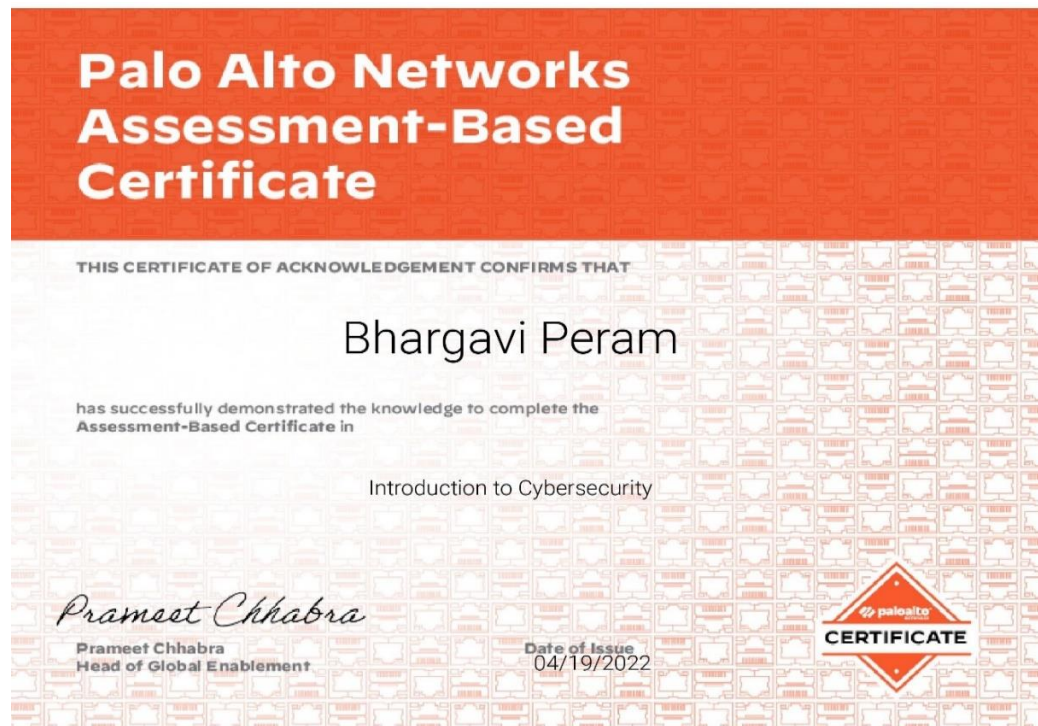 Palo Alto Networks
Assessment-Based
Certificate
THIS CERTIFICATE OF ACKNOWLEDGEMENT CONFIRMS THAT
Bhargavi Peram
has successfully demonstrated the knowledge to complete the
Assessment-Based Certificate in
Introduction to Cybersecurity
Prameet Chhabra
Prameet Chhabra
Head of Global Enablement
Date of Issue
04/19/2022
paloalto
CERTIFICATE